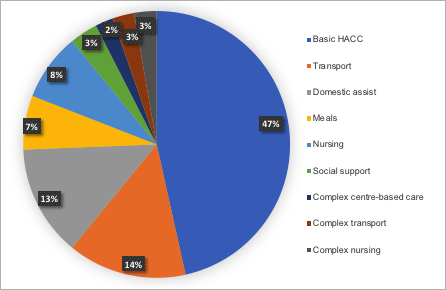 3%
2%
3%
3%
8%
7%
13%
14%
47%
Basic HACC
Transport
Domestic assist
Meals
Nursing
Social support
Complex centre-based care
Complex transport
Complex nursing